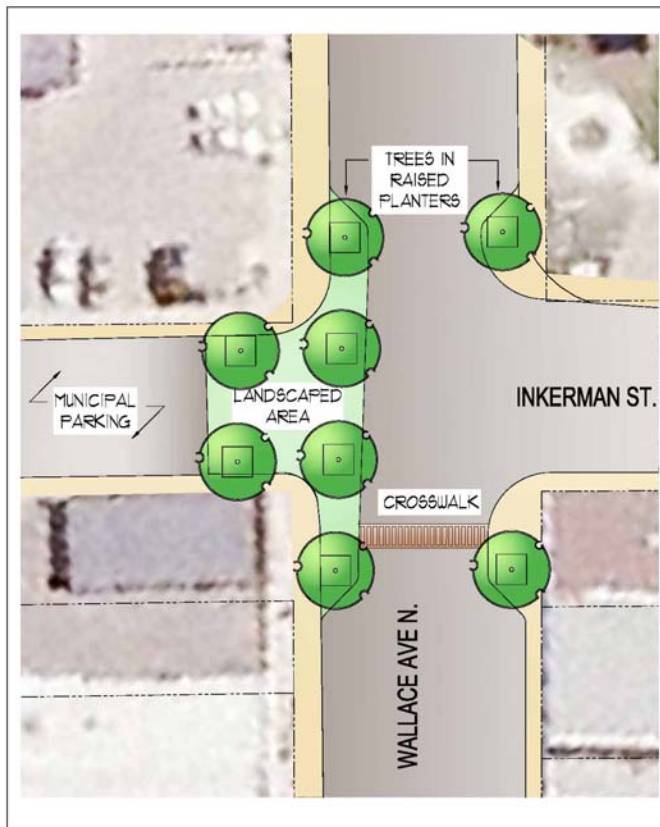 TREES IN
RAISED
PLANTERS
MUNICIPAL
PARKING
LANDSCAPED
AREA
INKERMAN ST.
CROSSWALK
WALLACE AVE N.